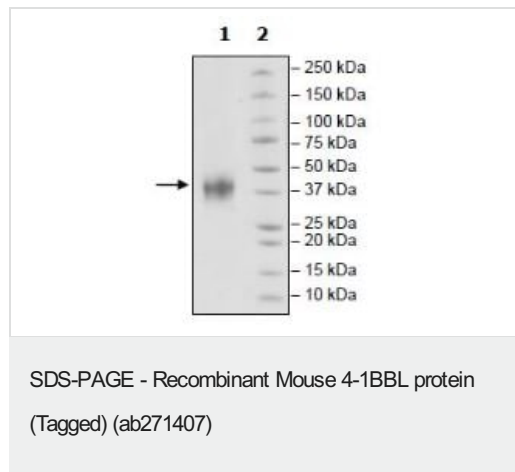 1 2
250 kDa
150 kDa
100 kDa
75 kDa
50 kDa
37 kDa
25 kDa
20 kDa
15 kDa
10 kDa
SDS-PAGE - Recombinant Mouse 4-1BBL protein
(Tagged) (ab271407)